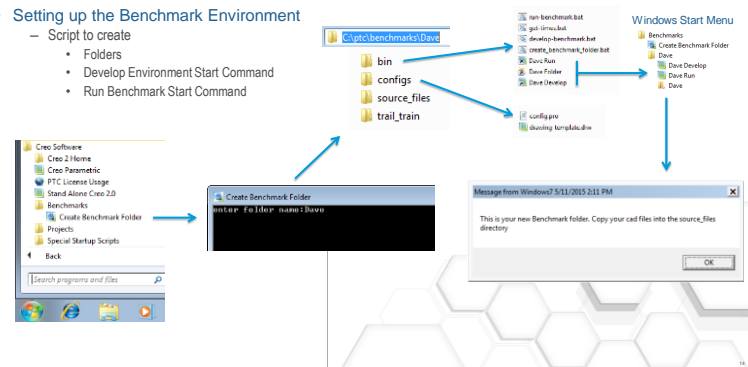 Setting up the Benchmark Environment
– Script to create
• Folders
• Develop Environment Start Command
• Run Benchmark Start Command
C:\ptc\benchmarks\Dave
bin
configs
source_files
trail_train
run-benchmark.bat
get-times.bat
develop-benchmark.bat
create_benchmark_folder.bat
Dave Run
Dave Folder
Dave Develop
config.pro
drawing-template.drw
Windows Start Menu
Benchmarks
Create Benchmark Folder
Dave
Dave Develop
Dave Run
Dave
Creo Software
Creo 2 Home
Creo Parametric
PTC License Usage
Stand Alone Creo 2.0
Benchmarks
Create Benchmark Folder
Projects
Special Startup Scripts
Back
Search programs and files
Create Benchmark Folder
enter folder name:Dave
Message from Windows7 5/11/2015 2:11 PM
This is your new Benchmark folder. Copy your cad files into the source_files
directory
OK